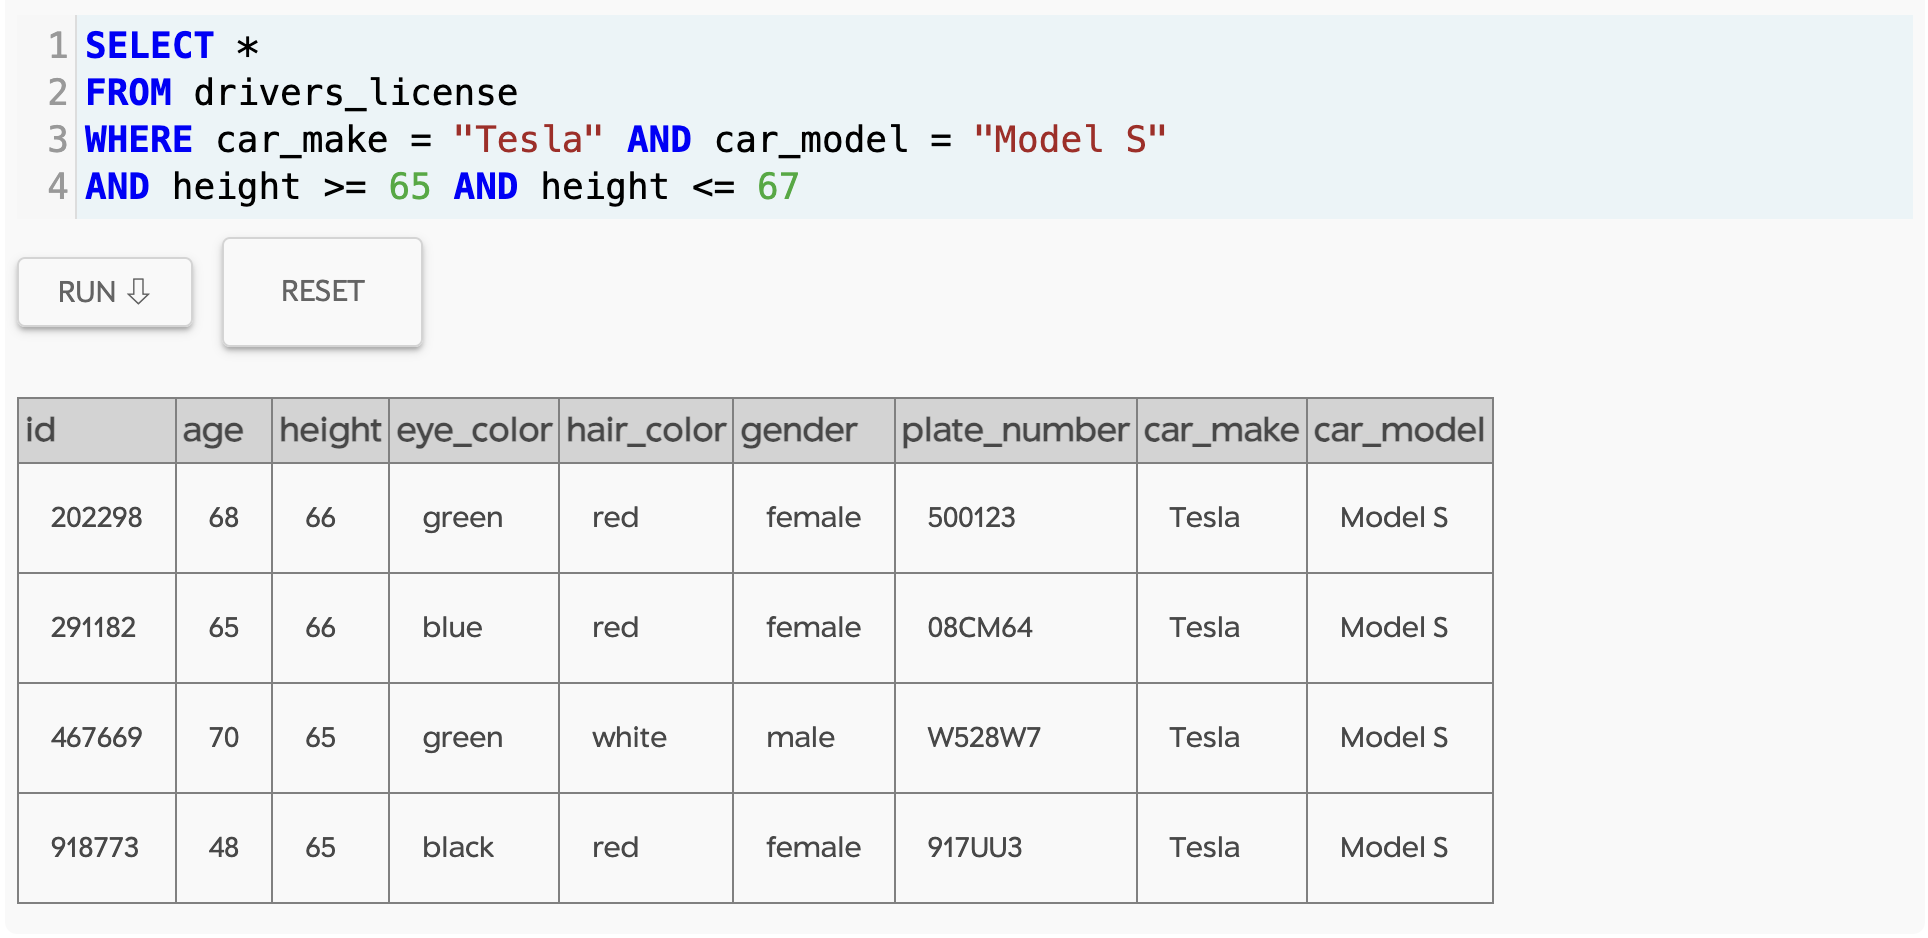 1 SELECT *
2 FROM drivers_license
3 WHERE car_make = "Tesla" AND car_model = "Model S"
4 AND height >= 65 AND height <= 67
RUN ⇩ RESET
id age height eye_color hair_color gender plate_number car_make car_model
202298 68 66 green red female 500123 Tesla Model S
291182 65 66 blue red female 08CM64 Tesla Model S
467669 70 65 green white male W528W7 Tesla Model S
918773 48 65 black red female 917UU3 Tesla Model S